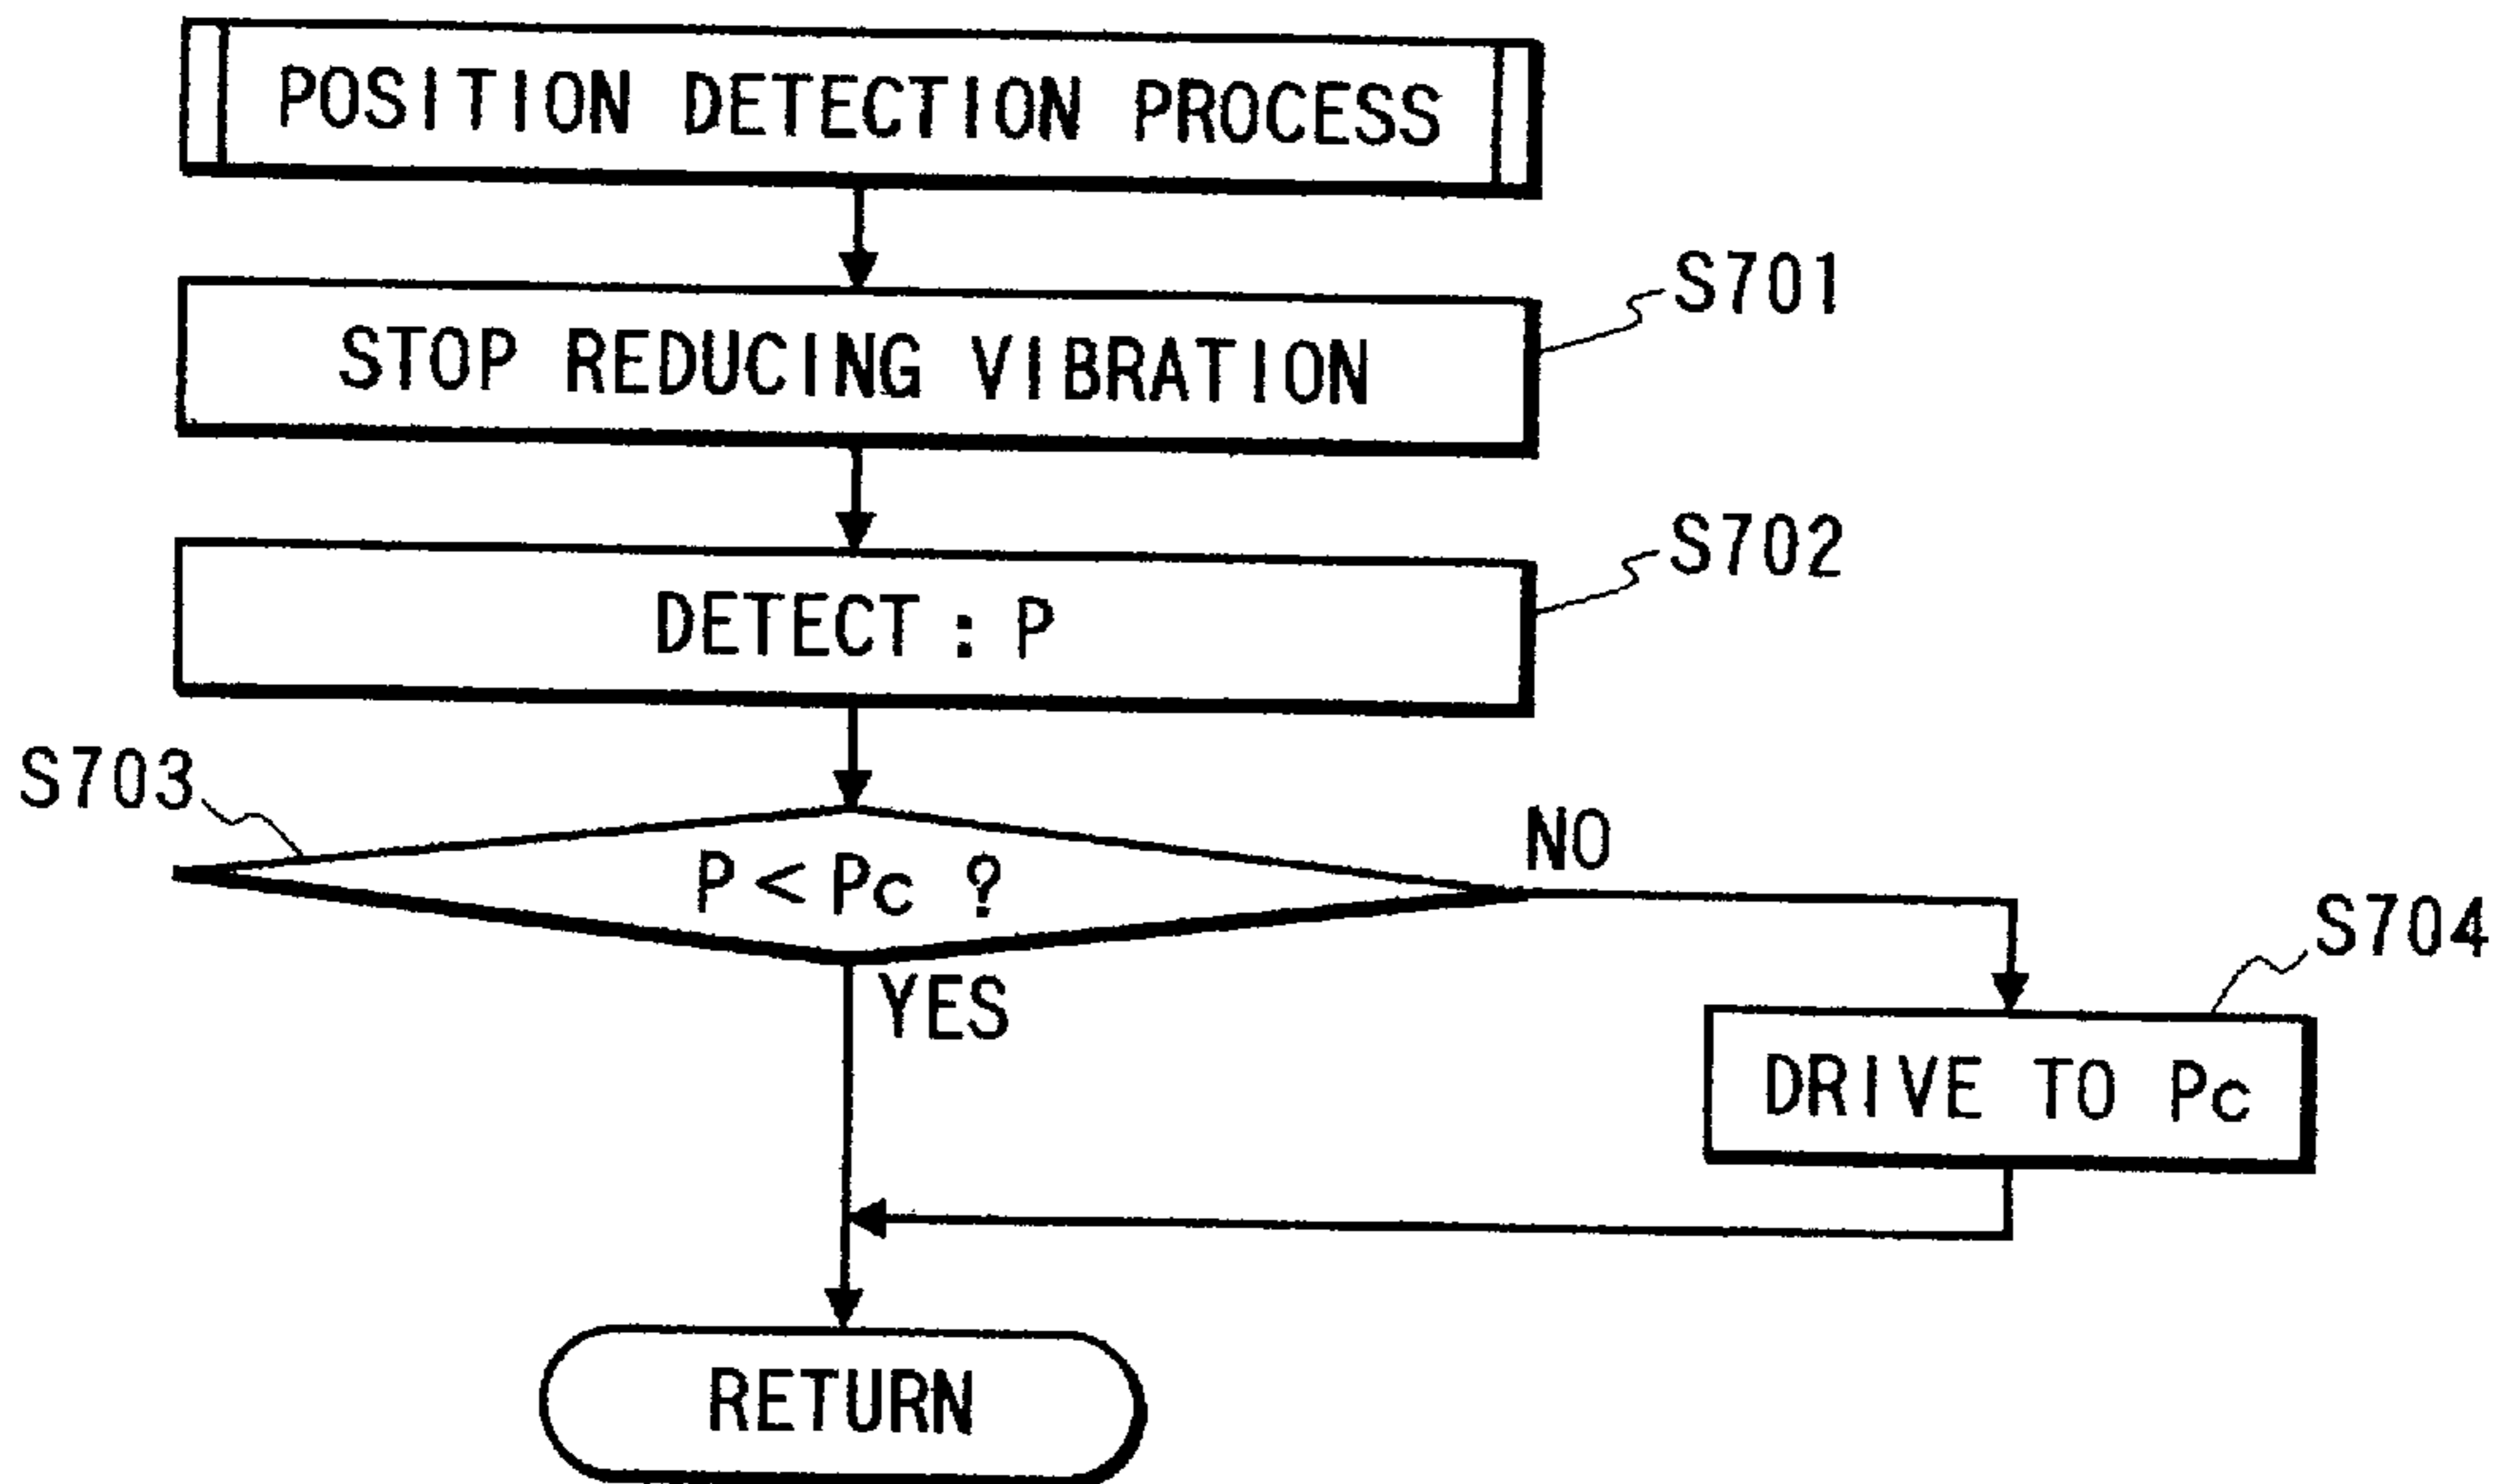 POSITION DETECTION PROCESS
S701
STOP REDUCING VIBRATION
S702
DETECT : P
S703
P < Pc ?
NO
YES
S704
DRIVE TO Pc
RETURN